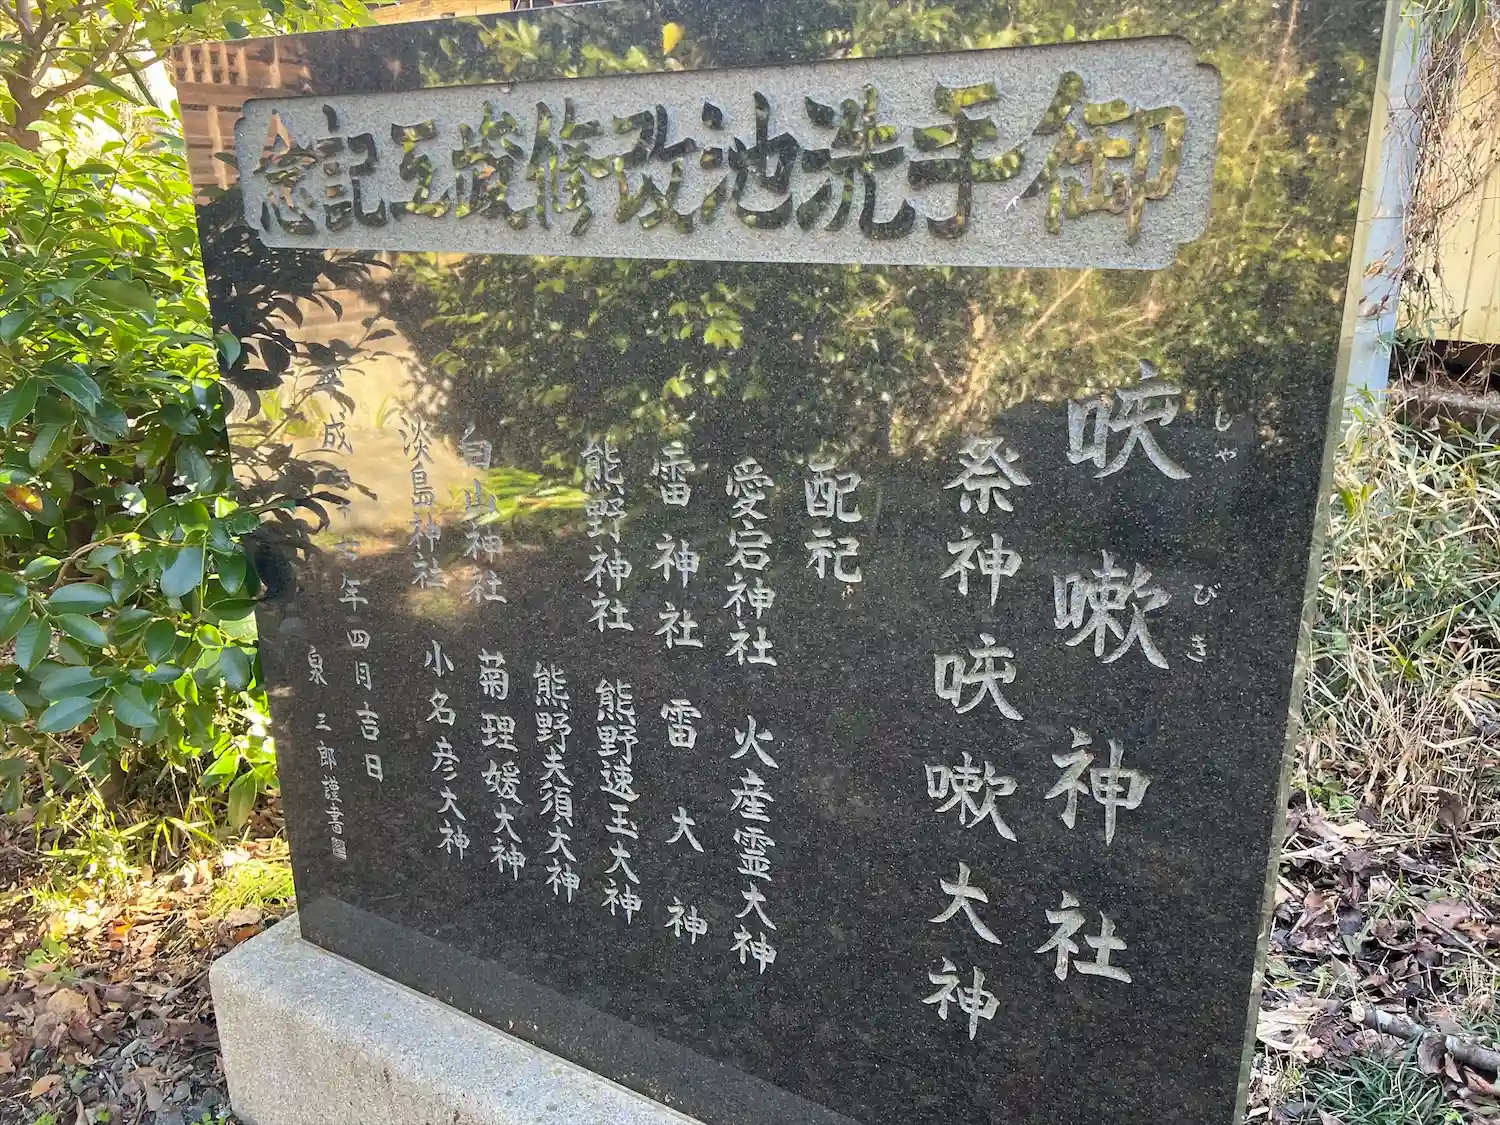 御手洗池改修竣工記念
しゃびき
咳嗽神社
祭神咳嗽大神
配祀
愛宕神社 火産霊大神
雷神社 雷大神
熊野神社 熊野速玉大神
熊野夫須大神
白山神社 菊理媛大神
淡島神社 小名彦大神
平成二十七年四月吉日
泉 三郎謹書